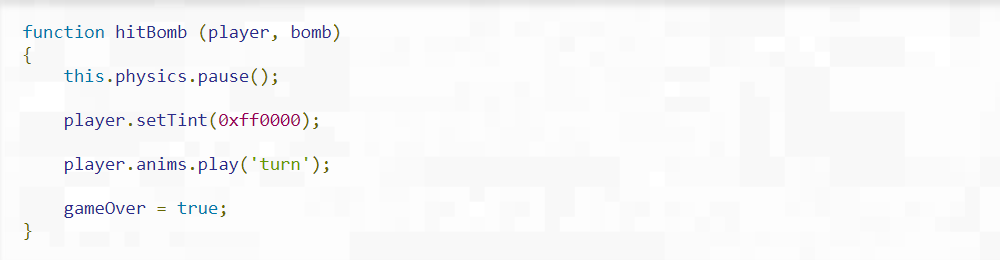 function hitBomb (player, bomb)
{
    this.physics.pause();

    player.setTint(0xff0000);

    player.anims.play('turn');

    gameOver = true;
}